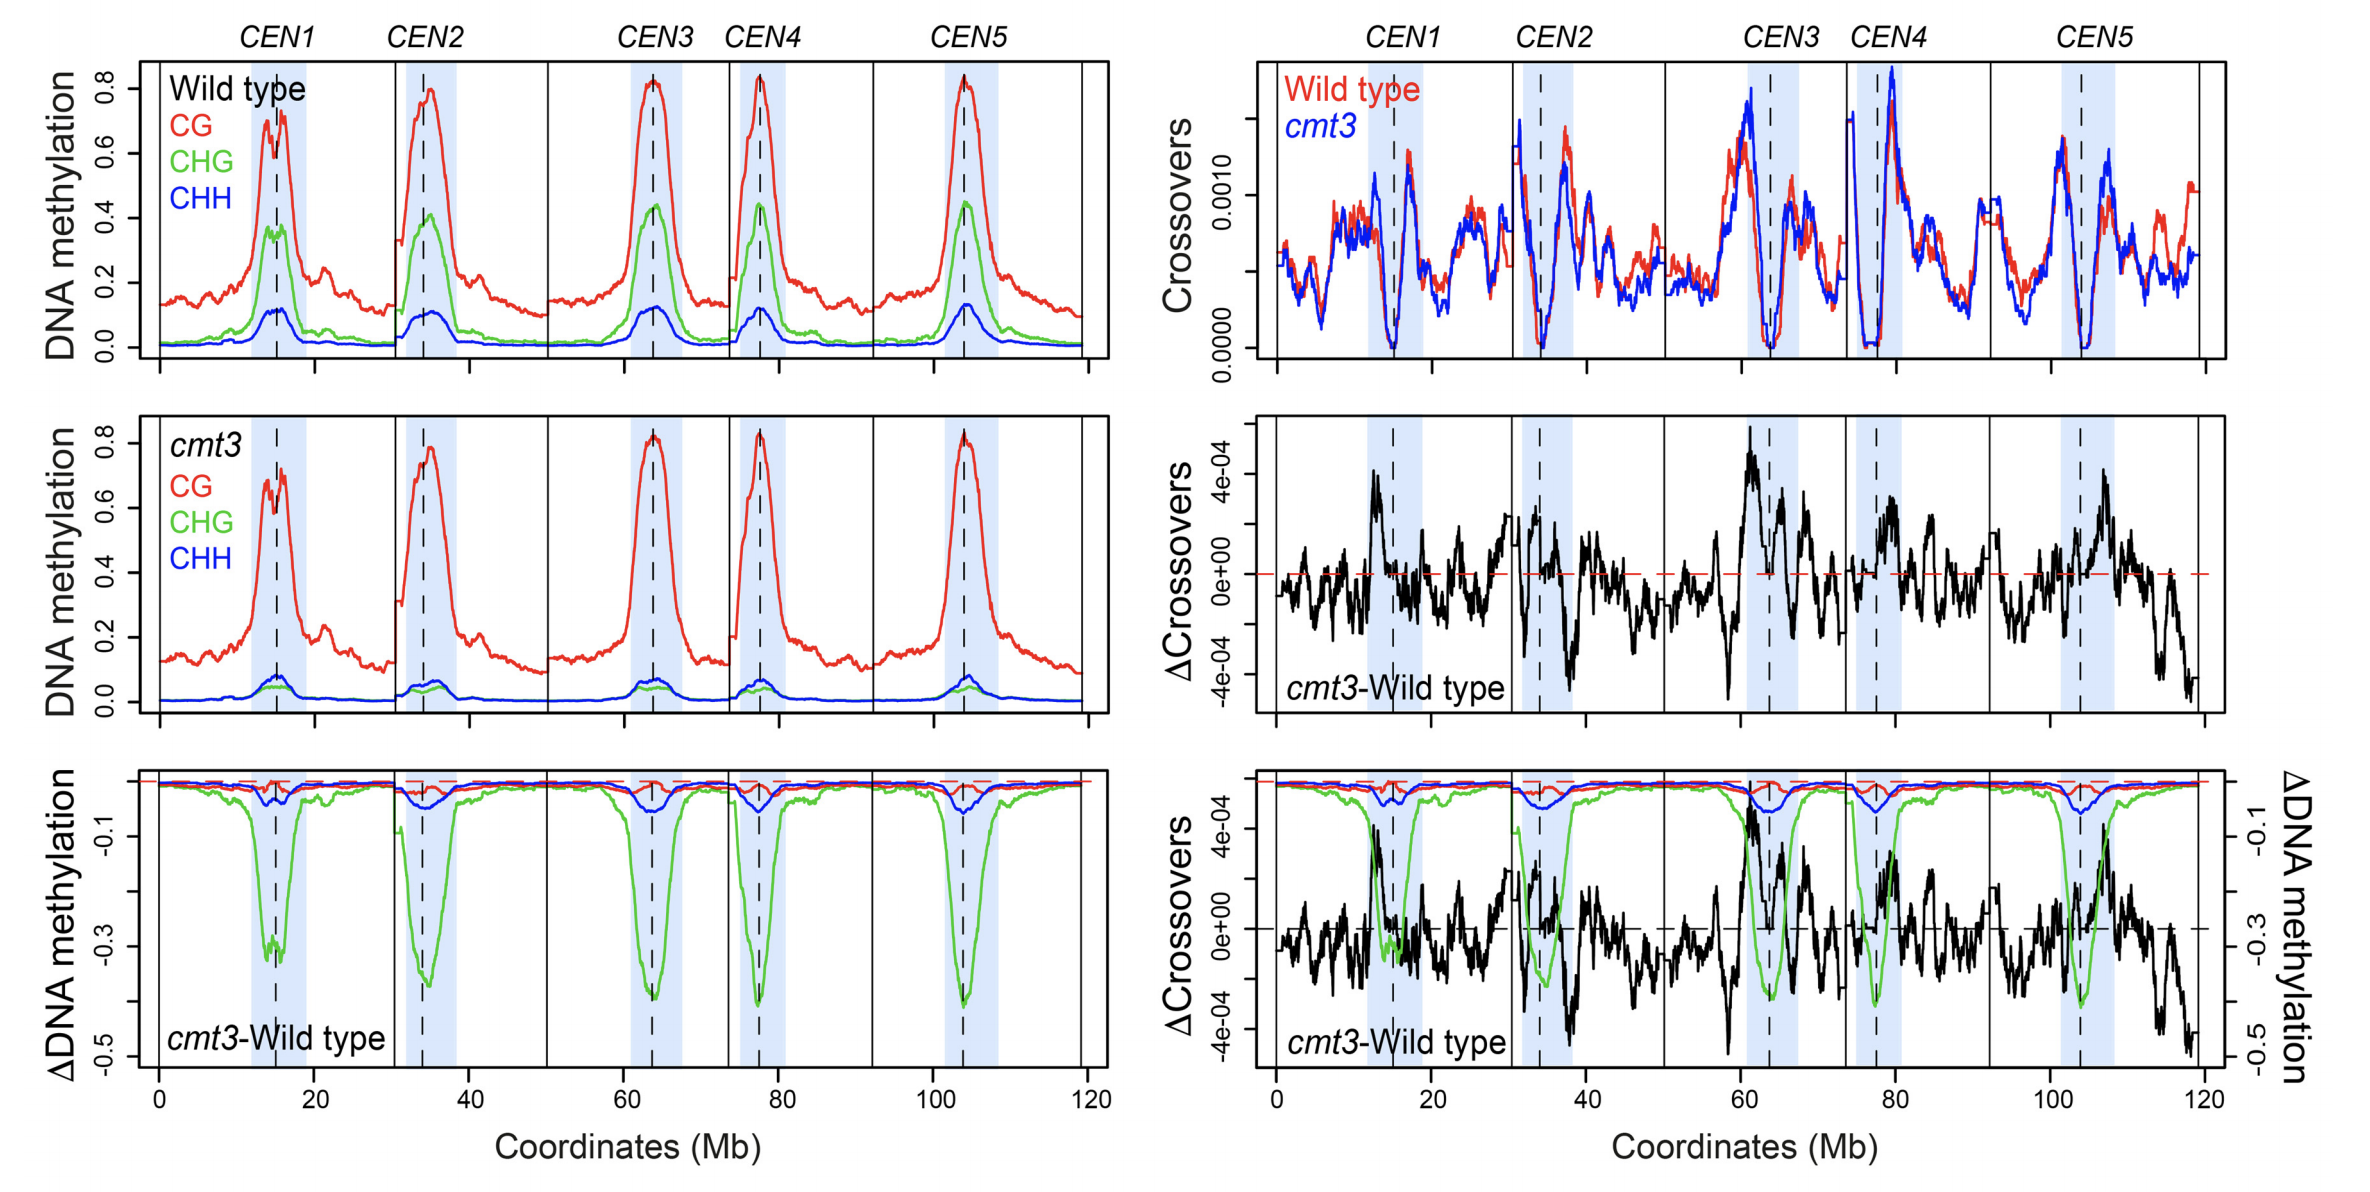 CEN1 CEN2 CEN3 CEN4 CEN5
DNA methylation
0.0 0.2 0.4 0.6 0.8
Wild type
CG
CHG
CHH
CEN1 CEN2 CEN3 CEN4 CEN5
Crossovers
0.0000 0.0010
Wild type
cmt3
DNA methylation
0.0 0.2 0.4 0.6 0.8
cmt3
CG
CHG
CHH
ΔCrossovers
-4e-04 0e+00 4e-04
cmt3-Wild type
ΔDNA methylation
-0.5 -0.3 -0.1
cmt3-Wild type
0 20 40 60 80 100 120
Coordinates (Mb)
ΔCrossovers
-4e-04 0e+00 4e-04
cmt3-Wild type
ΔDNA methylation
-0.1 -0.3 -0.5
0 20 40 60 80 100 120
Coordinates (Mb)